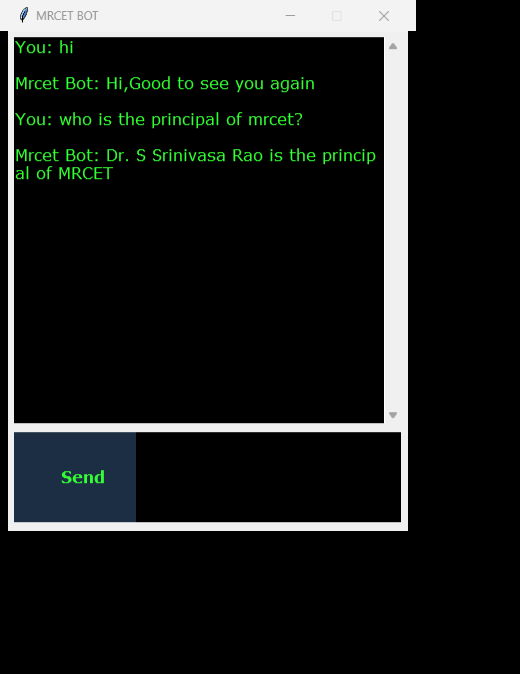 MRCET BOT
You: hi
Mrcet Bot: Hi,Good to see you again
You: who is the principal of mrcet?
Mrcet Bot: Dr. S Srinivasa Rao is the princip
al of MRCET
Send